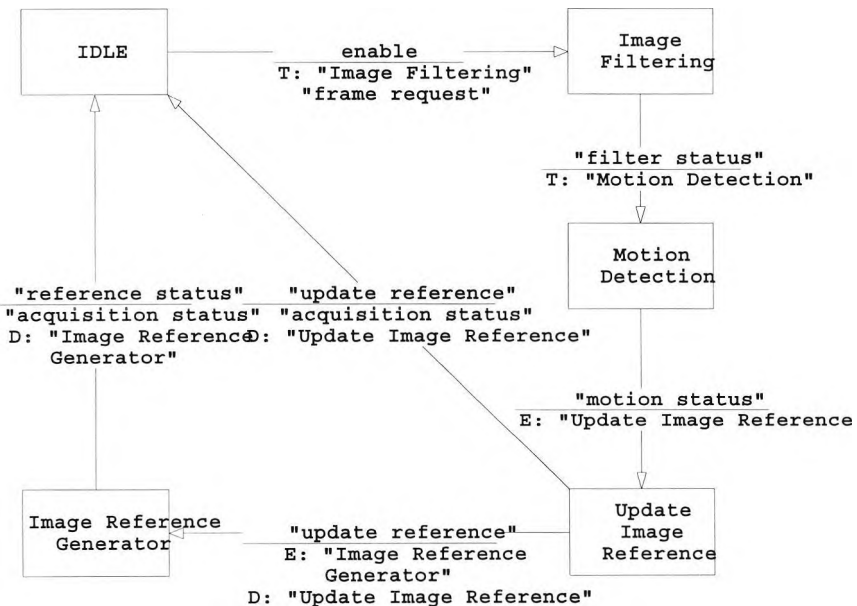 IDLE
enable
T: "Image Filtering"
"frame request"
Image
Filtering
"filter status"
T: "Motion Detection"
Motion
Detection
"reference status"
"acquisition status"
D: "Image Reference
Generator"
"update reference"
"acquisition status"
D: "Update Image Reference"
"motion status"
E: "Update Image Reference
Image Reference
Generator
"update reference"
E: "Image Reference
Generator"
D: "Update Image Reference"
Update
Image
Reference